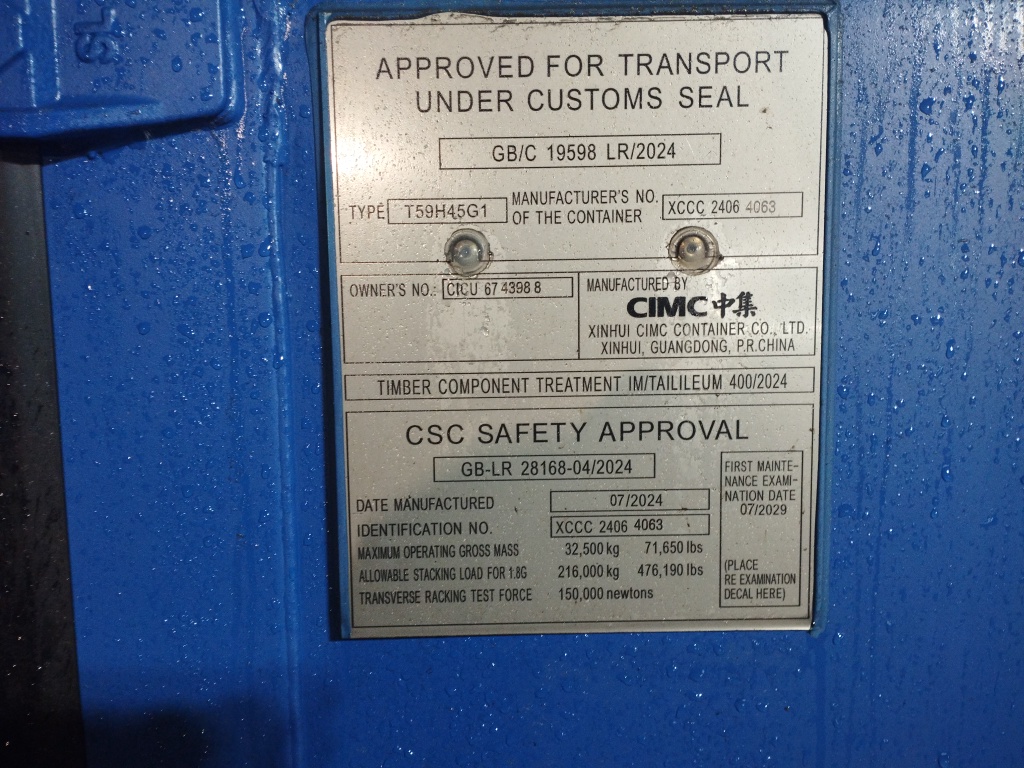 SL
APPROVED FOR TRANSPORT
UNDER CUSTOMS SEAL
GB/C 19598 LR/2024
TYPE T59H45G1 MANUFACTURER'S NO. OF THE CONTAINER XCCC 2406 4063
OWNER'S NO.: CICU 67 4398 8
MANUFACTURED BY
CIMC 中集
XINHUI CIMC CONTAINER CO., LTD.
XINHUI, GUANGDONG, P.R.CHINA
TIMBER COMPONENT TREATMENT IM/TAILILEUM 400/2024
CSC SAFETY APPROVAL
GB-LR 28168-04/2024
DATE MANUFACTURED 07/2024
IDENTIFICATION NO. XCCC 2406 4063
MAXIMUM OPERATING GROSS MASS 32,500 kg 71,650 lbs
ALLOWABLE STACKING LOAD FOR 1.8G 216,000 kg 476,190 lbs
TRANSVERSE RACKING TEST FORCE 150,000 newtons
FIRST MAINTE-
NANCE EXAMI-
NATION DATE
07/2029
(PLACE
RE EXAMINATION
DECAL HERE)